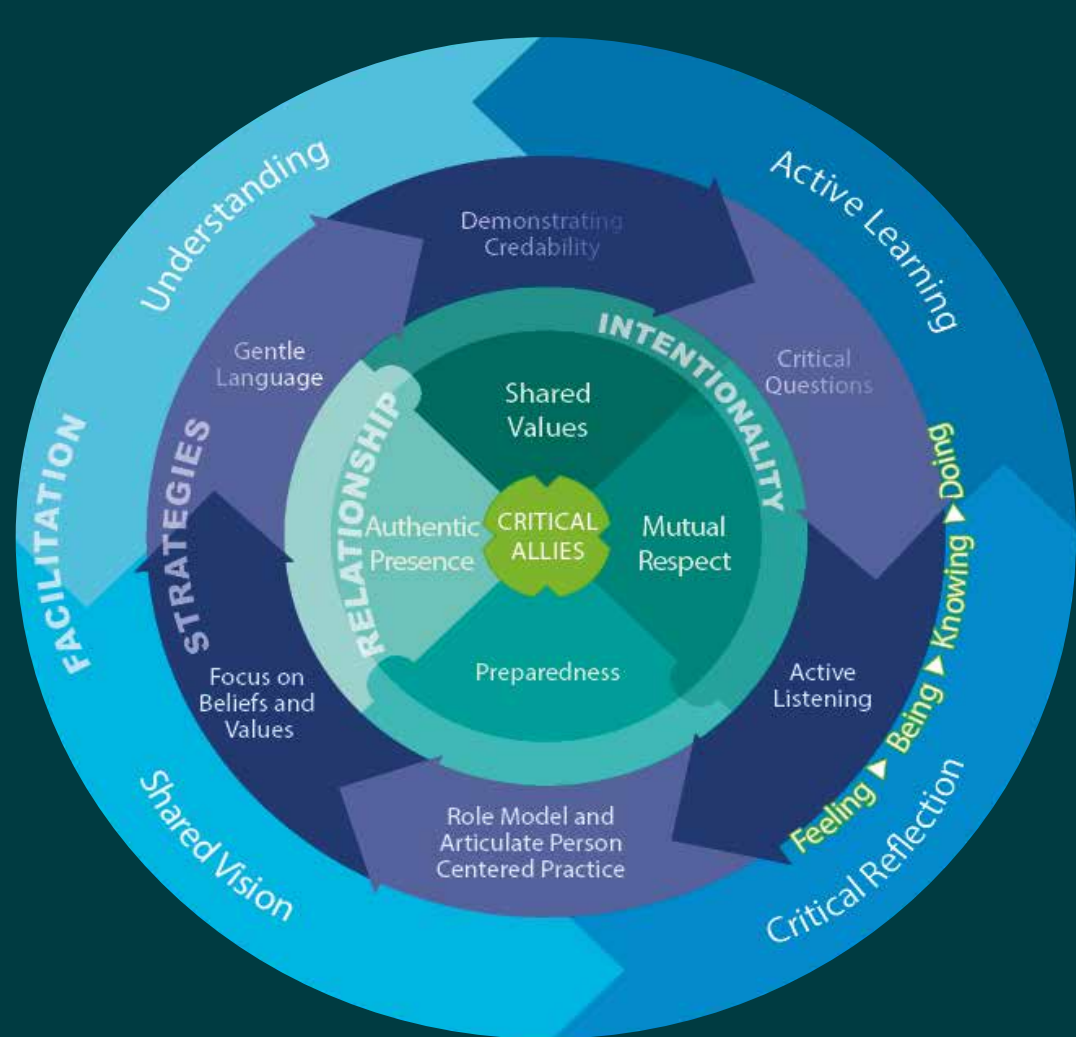 Understanding
Active Learning
Demonstrating
Credability
Gentle
Language
Critical
Questions
INTENTIONALITY
Shared
Values
RELATIONSHIP
STRATEGIES
FACILITATION
Authentic
Presence
CRITICAL
ALLIES
Mutual
Respect
Preparedness
Active
Listening
Feeling ▶ Being ▶ Knowing ▶ Doing
Focus on
Beliefs and
Values
Role Model and
Articulate Person
Centered Practice
Shared Vision
Critical Reflection